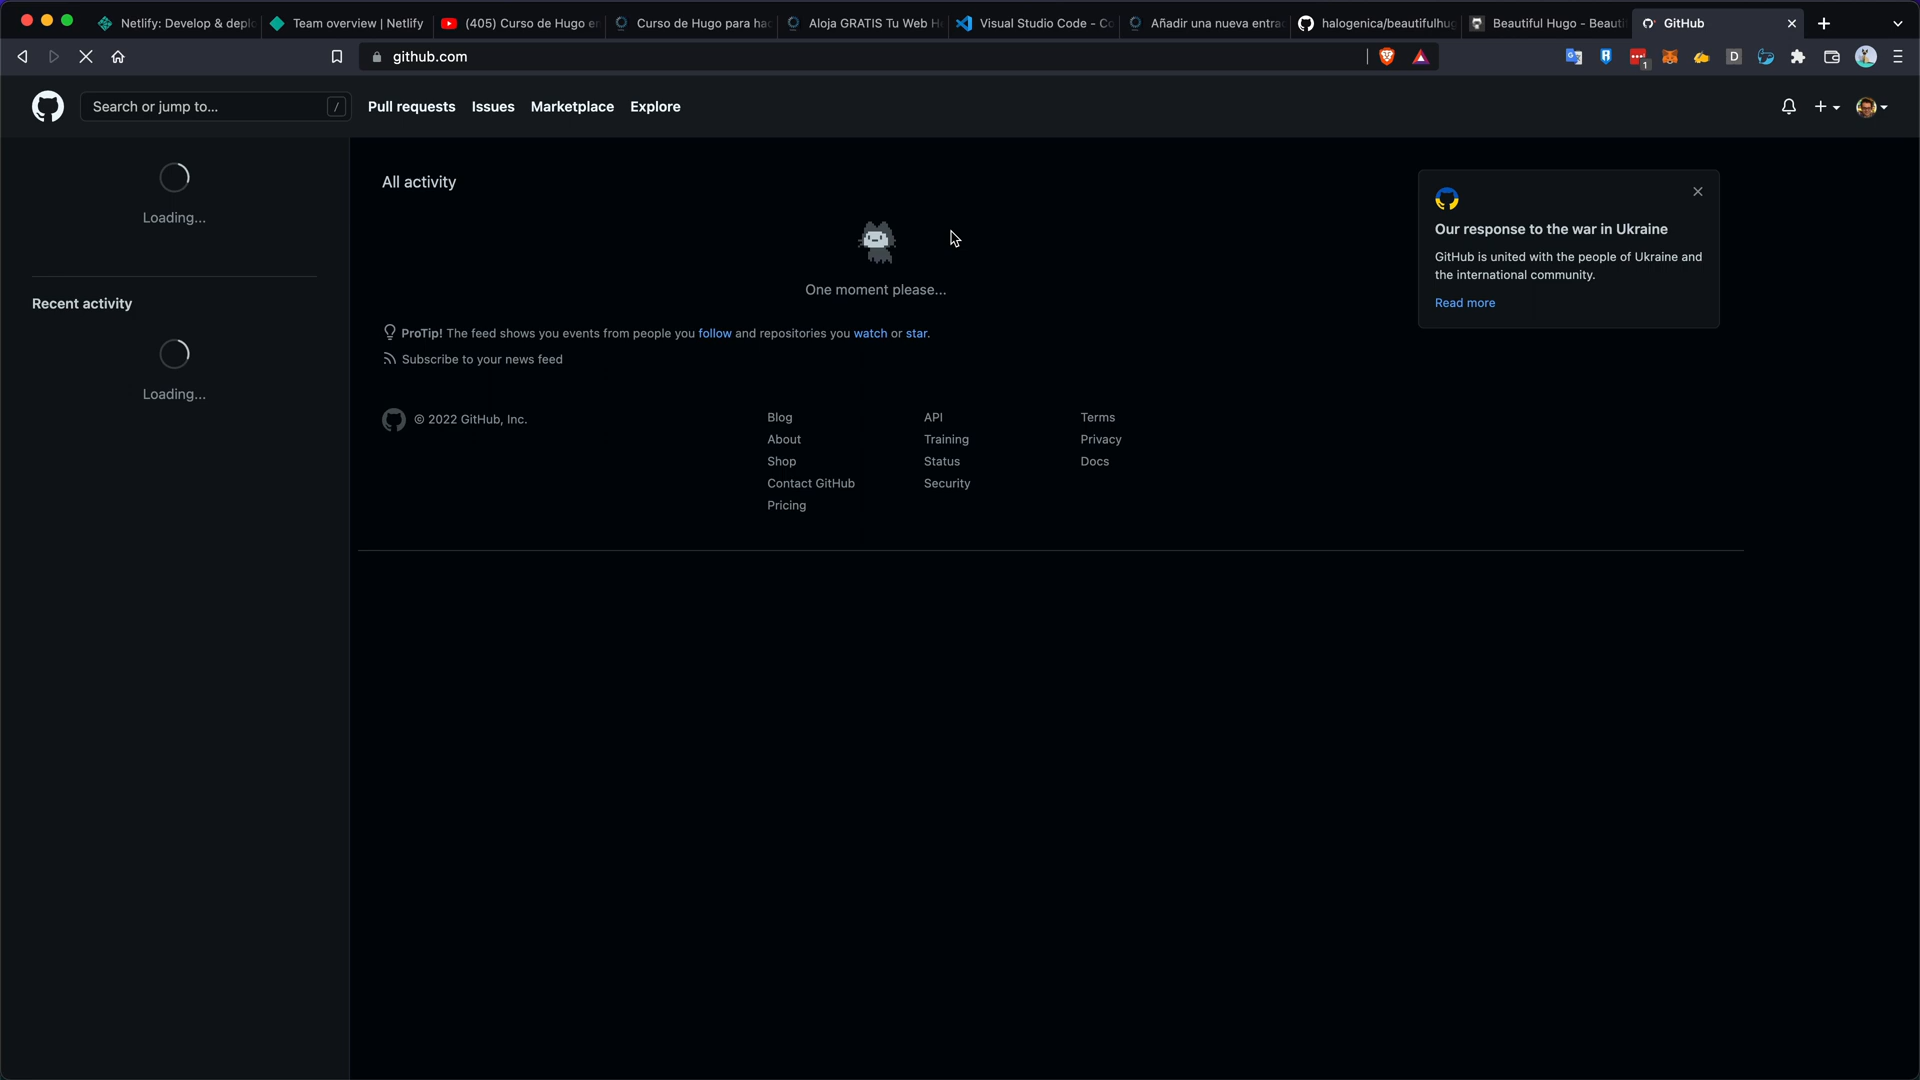 Netlify: Develop & depl
Team overview | Netlify
(405) Curso de Hugo e
Curso de Hugo para ha
Aloja GRATIS Tu Web H
Visual Studio Code - Co
Añadir una nueva entra
halogenica/beautifulhug
Beautiful Hugo - Beauti
GitHub
github.com
1
D
Search or jump to...
/
Pull requests
Issues
Marketplace
Explore
Loading...
Recent activity
Loading...
All activity
One moment please...
ProTip! The feed shows you events from people you follow and repositories you watch or star.
Subscribe to your news feed
Our response to the war in Ukraine
GitHub is united with the people of Ukraine and
the international community.
Read more
© 2022 GitHub, Inc.
Blog
About
Shop
Contact GitHub
Pricing
API
Training
Status
Security
Terms
Privacy
Docs